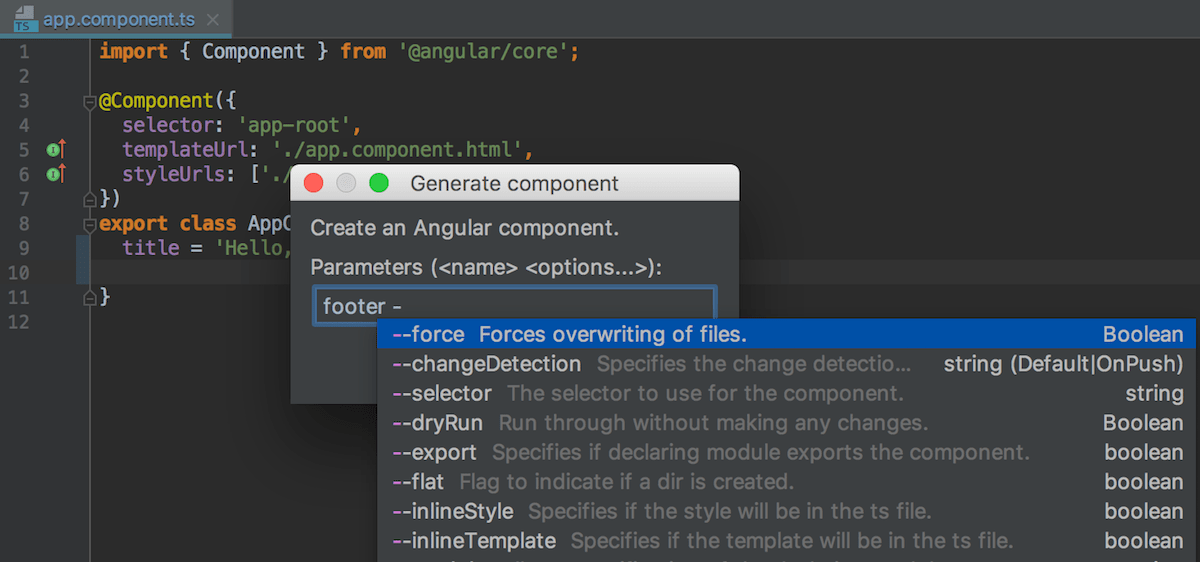 TS app.component.ts
1 import { Component } from '@angular/core';
2
3 @Component({
4 selector: 'app-root',
5 templateUrl: './app.component.html',
6 styleUrls: ['./
7 })
8 export class AppC
9 title = 'Hello,
10
11 }
12
Generate component
Create an Angular component.
Parameters (<name> <options...>):
footer -
--force Forces overwriting of files. Boolean
--changeDetection Specifies the change detectio... string (Default|OnPush)
--selector The selector to use for the component. string
--dryRun Run through without making any changes. Boolean
--export Specifies if declaring module exports the component. boolean
--flat Flag to indicate if a dir is created. boolean
--inlineStyle Specifies if the style will be in the ts file. boolean
--inlineTemplate Specifies if the template will be in the ts file. boolean